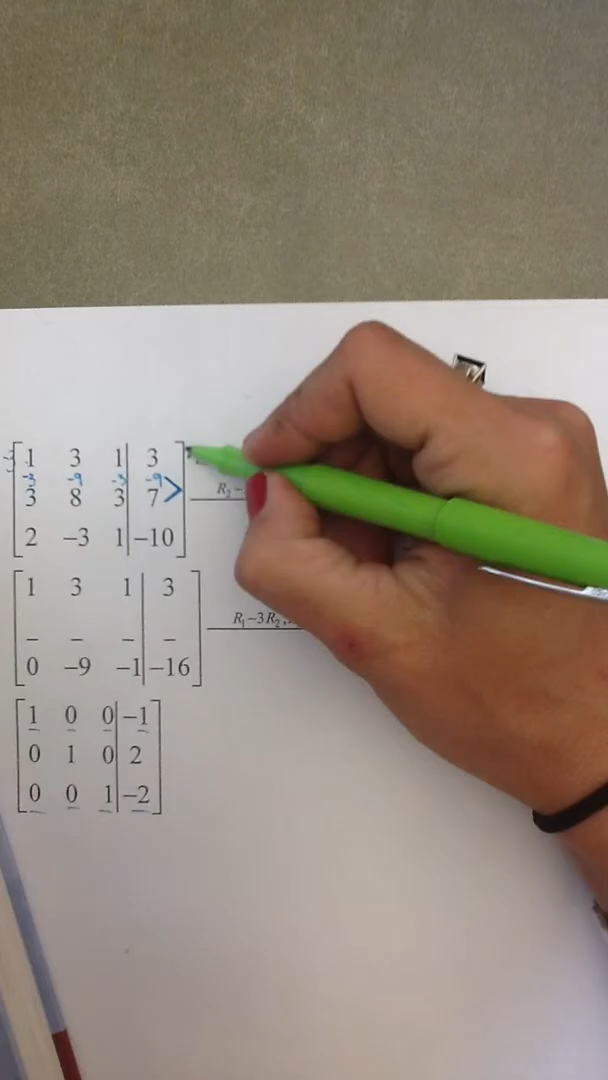 -3 1 3 1 3
-3 -9 -3 -9
3 8 3 7 >
R₂-
2 -3 1 -10
1 3 1 3
R₁-3R₂,
- - - -
0 -9 -1 -16
1 0 0 -1
0 1 0 2
0 0 1 -2